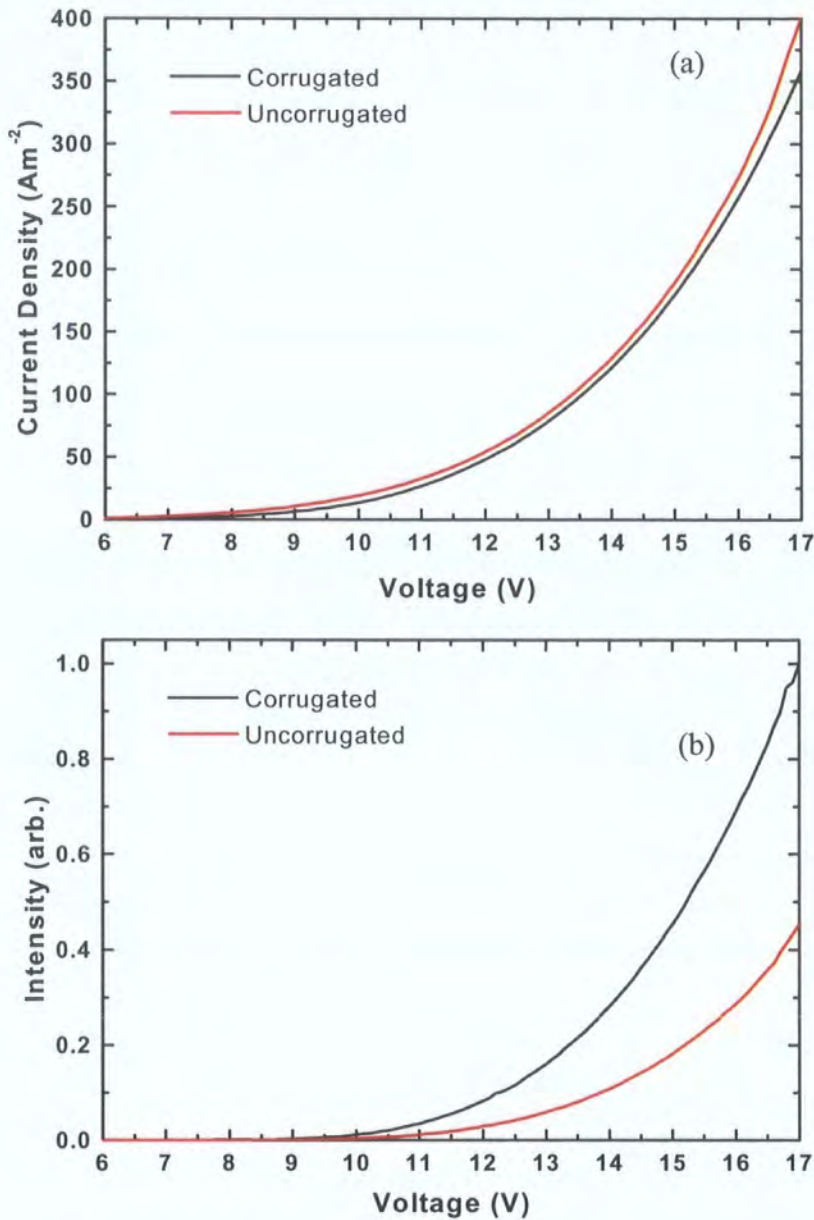 400
350
300
250
200
150
100
50
0
Current Density (Am⁻²)
(a)
Corrugated
Uncorrugated
6 7 8 9 10 11 12 13 14 15 16 17
Voltage (V)
1.0
0.8
0.6
0.4
0.2
0.0
Intensity (arb.)
Corrugated
Uncorrugated
(b)
6 7 8 9 10 11 12 13 14 15 16 17
Voltage (V)